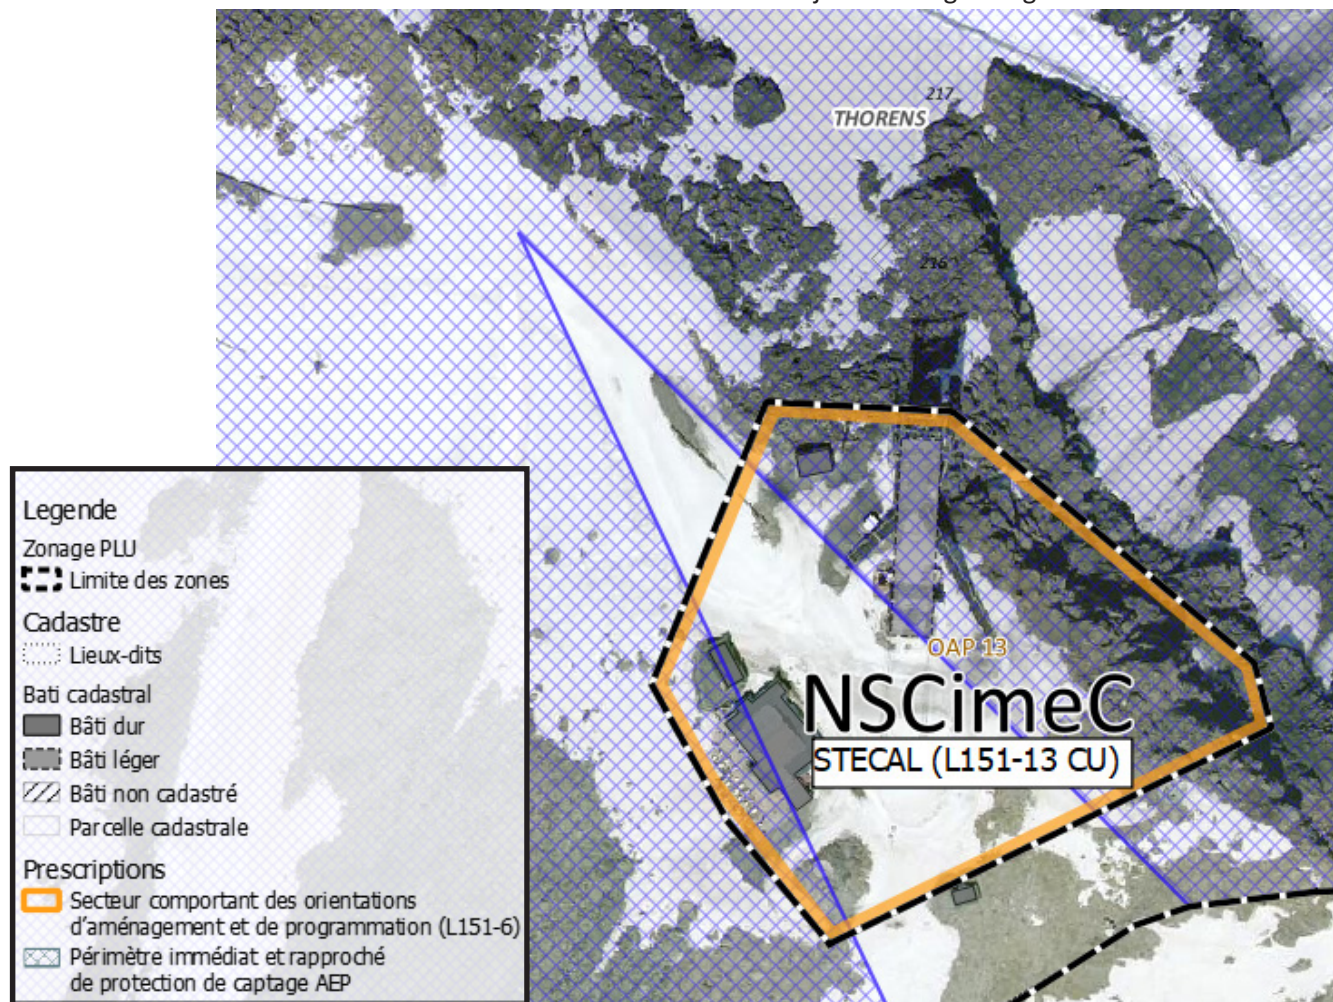 217
THORENS
216
OAP 13
NSCimeC
STECAL (L151-13 CU)
Legende
Zonage PLU
Limite des zones
Cadastre
Lieux-dits
Bati cadastral
Bâti dur
Bâti léger
Bâti non cadastré
Parcelle cadastrale
Prescriptions
Secteur comportant des orientations
d'aménagement et de programmation (L151-6)
Périmètre immédiat et rapproché
de protection de captage AEP